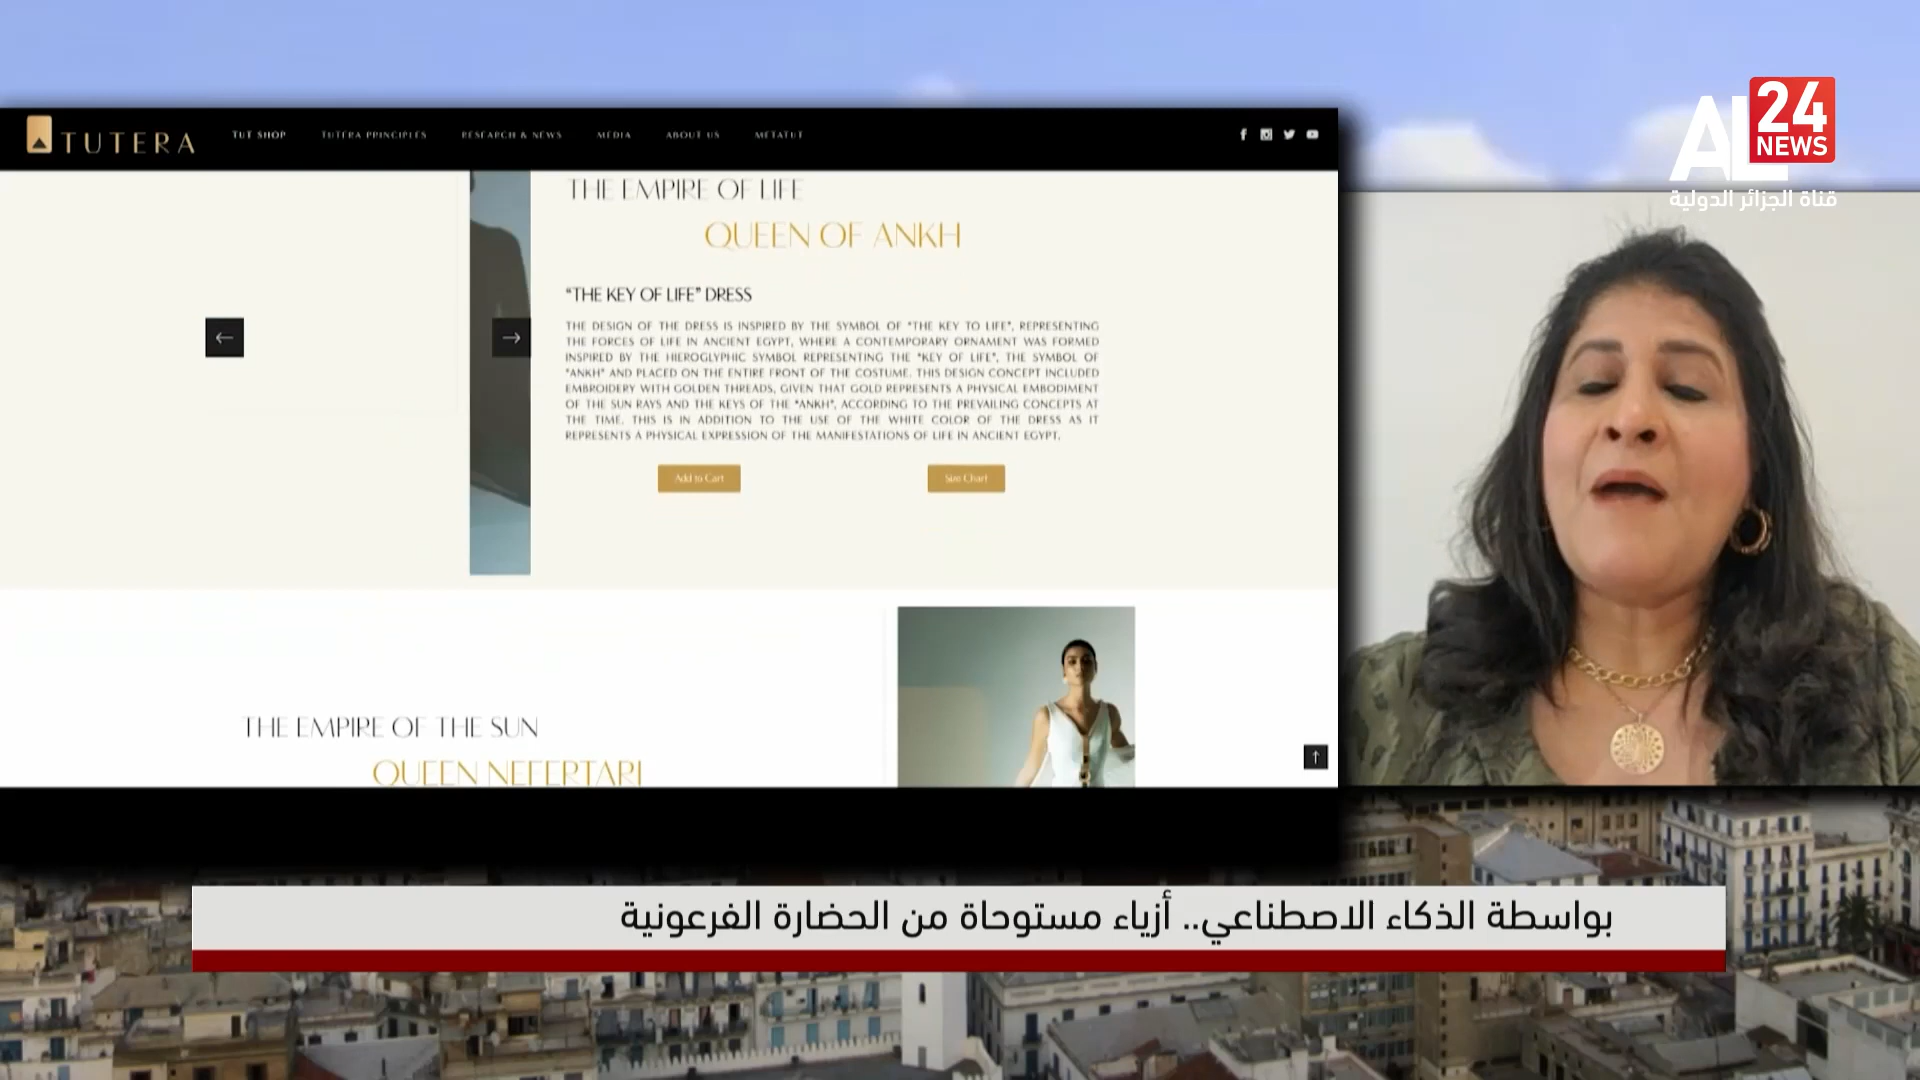 AL
24
NEWS
قناة الجزائر الدولية
TUTERA
TUT SHOP
TUTERA PRINCIPLES
RESEARCH & NEWS
MEDIA
ABOUT US
METATUT
THE EMPIRE OF LIFE
QUEEN OF ANKH
“THE KEY OF LIFE” DRESS
THE DESIGN OF THE DRESS IS INSPIRED BY THE SYMBOL OF "THE KEY TO LIFE", REPRESENTING
THE FORCES OF LIFE IN ANCIENT EGYPT, WHERE A CONTEMPORARY ORNAMENT WAS FORMED
INSPIRED BY THE HIEROGLYPHIC SYMBOL REPRESENTING THE "KEY OF LIFE", THE SYMBOL OF
"ANKH" AND PLACED ON THE ENTIRE FRONT OF THE COSTUME. THIS DESIGN CONCEPT INCLUDED
EMBROIDERY WITH GOLDEN THREADS, GIVEN THAT GOLD REPRESENTS A PHYSICAL EMBODIMENT
OF THE SUN RAYS AND THE KEYS OF THE "ANKH", ACCORDING TO THE PREVAILING CONCEPTS AT
THE TIME. THIS IS IN ADDITION TO THE USE OF THE WHITE COLOR OF THE DRESS AS IT
REPRESENTS A PHYSICAL EXPRESSION OF THE MANIFESTATIONS OF LIFE IN ANCIENT EGYPT.
Add to Cart
Size Chart
THE EMPIRE OF THE SUN
QUEEN NEFERTARI
بواسطة الذكاء الاصطناعي.. أزياء مستوحاة من الحضارة الفرعونية